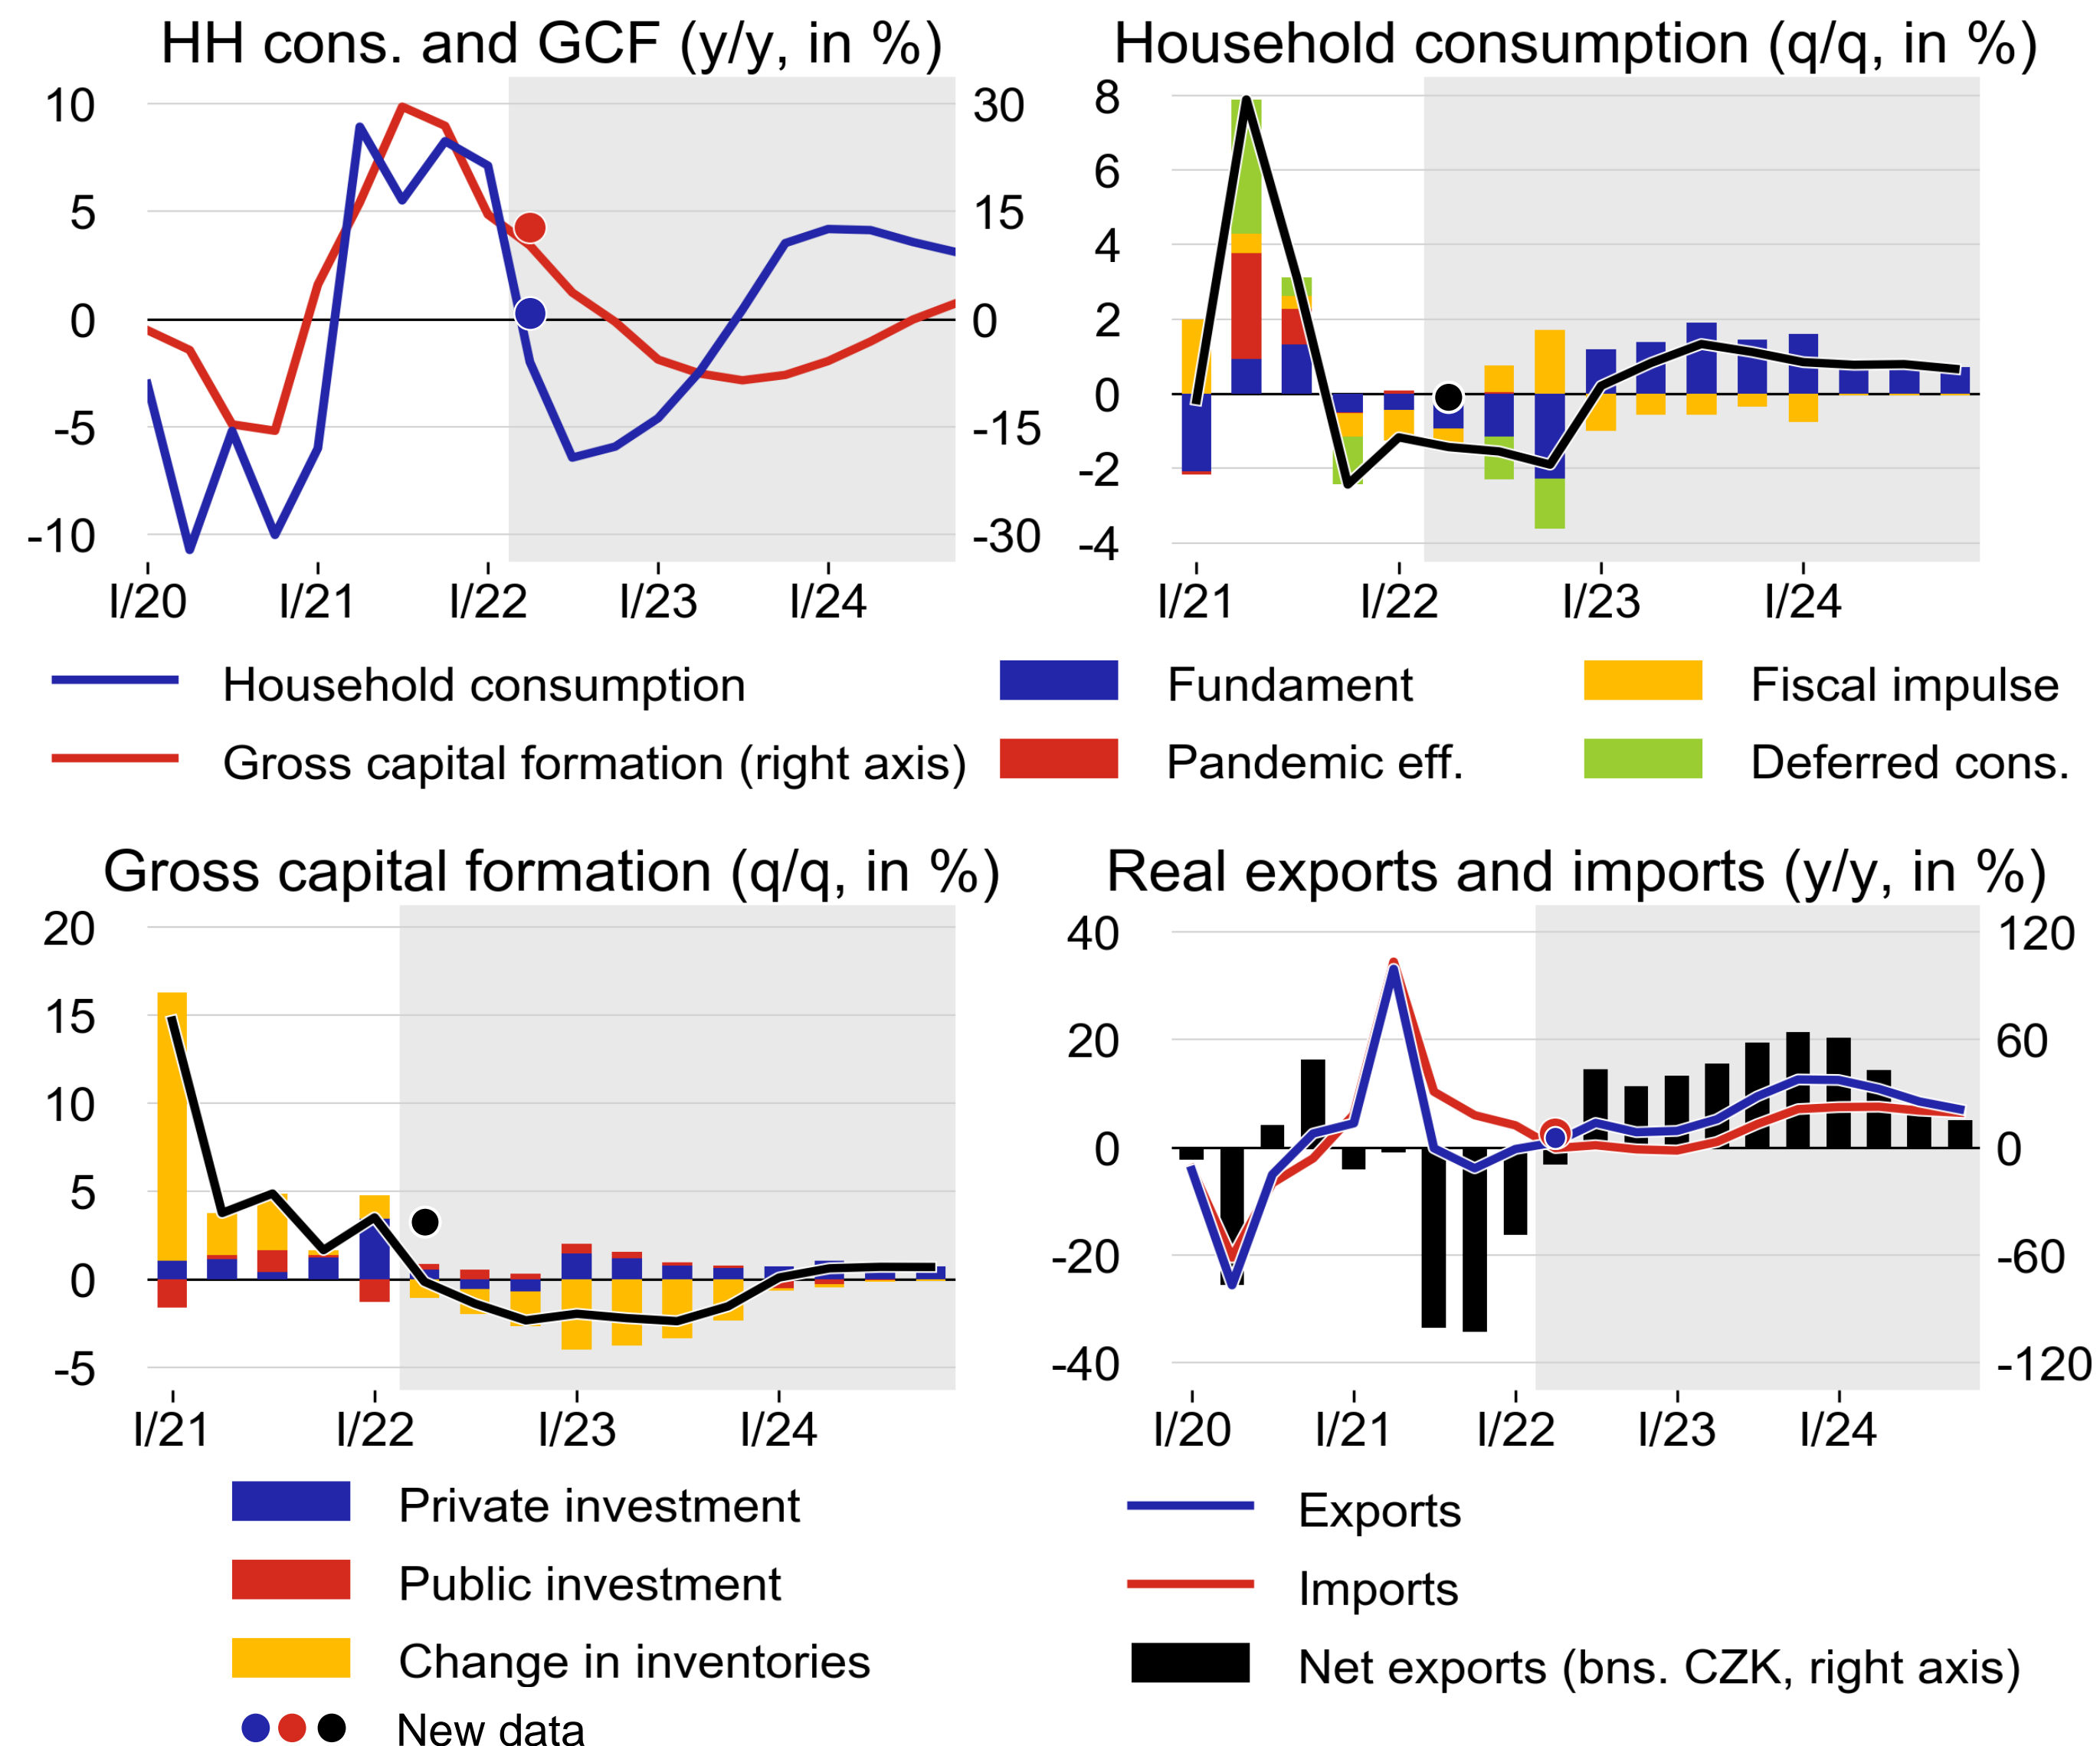 HH cons. and GCF (y/y, in %)
10
5
0
-5
-10
30
15
0
-15
-30
I/20 I/21 I/22 I/23 I/24
Household consumption (q/q, in %)
8
6
4
2
0
-2
-4
I/21 I/22 I/23 I/24
Household consumption
Gross capital formation (right axis)
Fundament
Pandemic eff.
Fiscal impulse
Deferred cons.
Gross capital formation (q/q, in %)
20
15
10
5
0
-5
I/21 I/22 I/23 I/24
Private investment
Public investment
Change in inventories
New data
Real exports and imports (y/y, in %)
40
20
0
-20
-40
120
60
0
-60
-120
I/20 I/21 I/22 I/23 I/24
Exports
Imports
Net exports (bns. CZK, right axis)